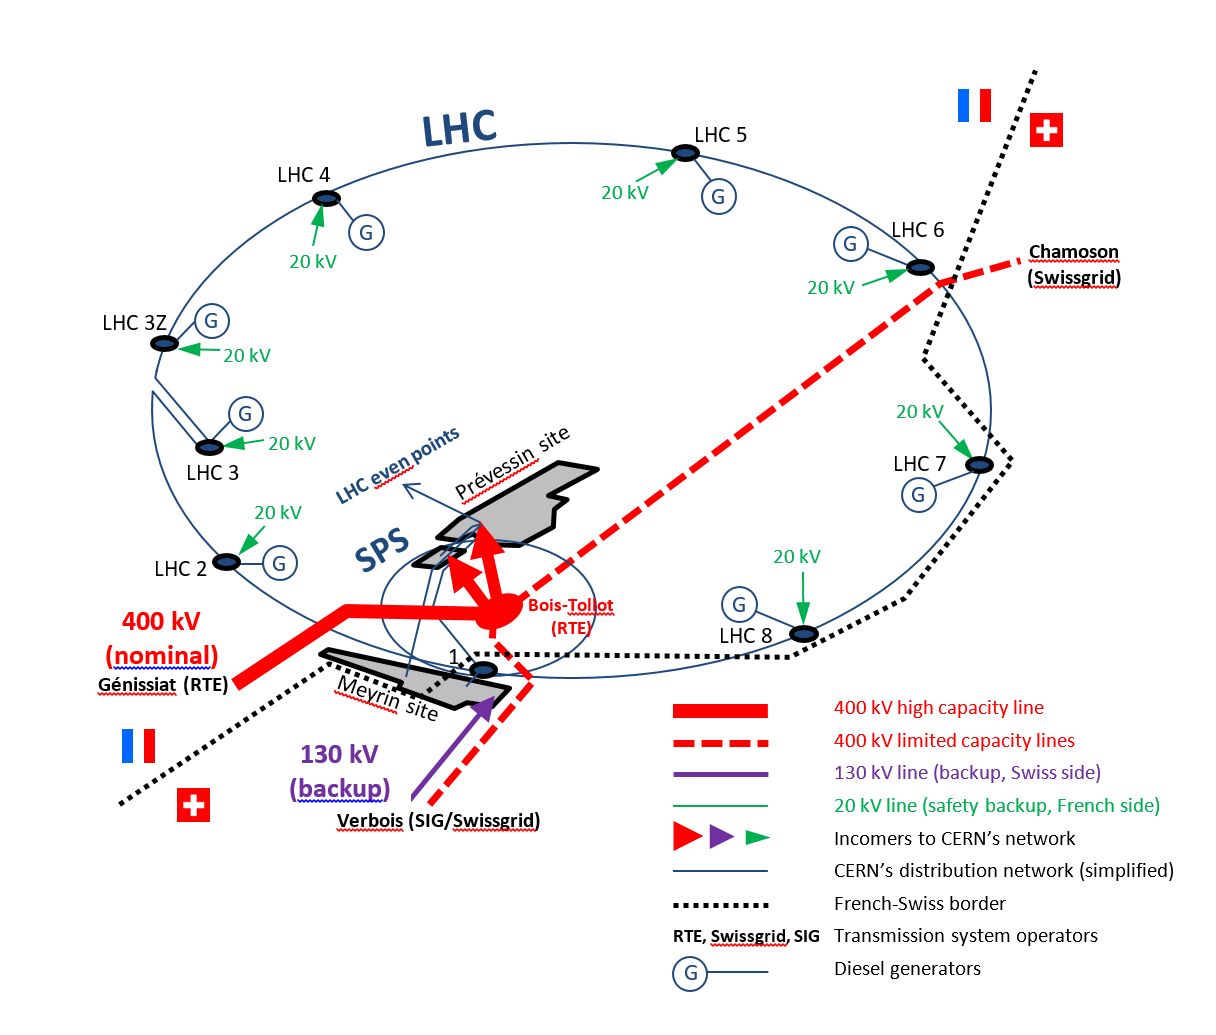 LHC
LHC 5
LHC 4
20 kV
G
G
20 kV
LHC 6
G
20 kV
Chamoson
(Swissgrid)
LHC 3Z
G
20 kV
G
20 kV
LHC 3
20 kV
LHC 7
G
LHC even points
Prévessin site
SPS
20 kV
G
LHC 2
20 kV
G
LHC 8
Bois-Tollot
(RTE)
400 kV
(nominal)
Génissiat (RTE)
1
Meyrin site
130 kV
(backup)
Verbois (SIG/Swissgrid)
400 kV high capacity line
400 kV limited capacity lines
130 kV line (backup, Swiss side)
20 kV line (safety backup, French side)
Incomers to CERN’s network
CERN’s distribution network (simplified)
French-Swiss border
RTE, Swissgrid, SIG Transmission system operators
G Diesel generators